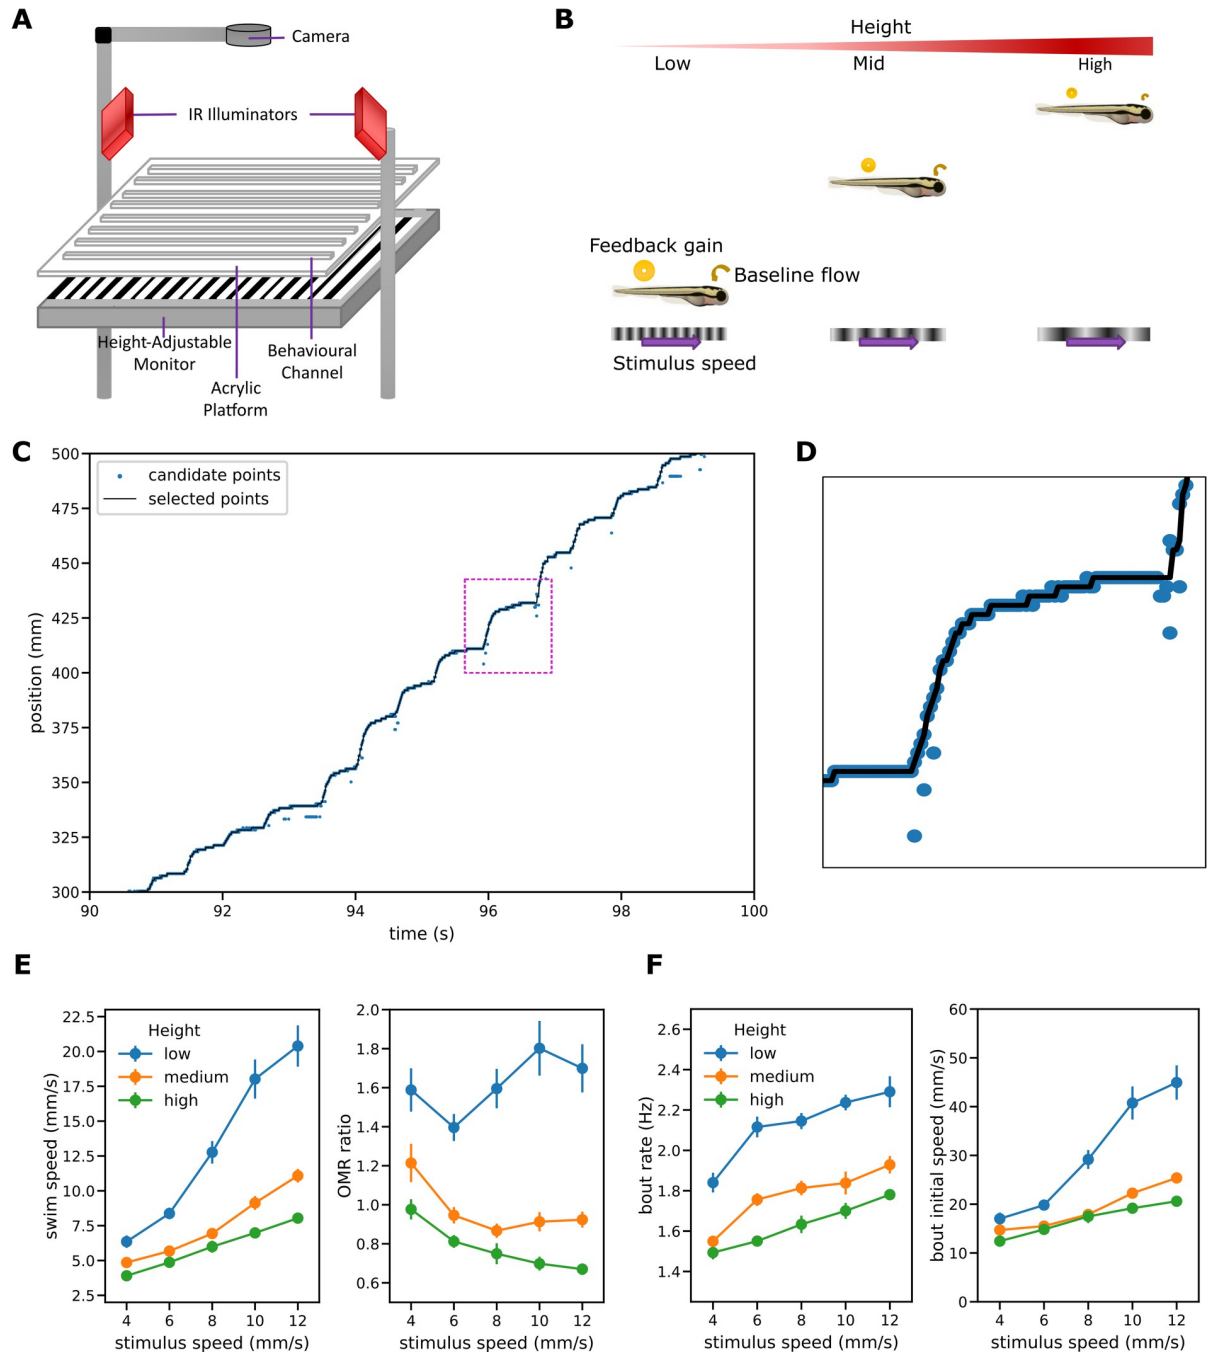 A
Camera
IR Illuminators
Height-Adjustable
Monitor
Acrylic
Platform
Behavioural
Channel
B
Height
Low
Mid
High
Feedback gain
Baseline flow
Stimulus speed
C
candidate points
selected points
500
475
450
425
400
375
350
325
300
position (mm)
90
92
94
96
98
100
time (s)
D
E
Height
low
medium
high
22.5
20.0
17.5
15.0
12.5
10.0
7.5
5.0
2.5
swim speed (mm/s)
4
6
8
10
12
stimulus speed (mm/s)
2.0
1.8
1.6
1.4
1.2
1.0
0.8
0.6
OMR ratio
4
6
8
10
12
stimulus speed (mm/s)
F
Height
low
medium
high
2.6
2.4
2.2
2.0
1.8
1.6
1.4
bout rate (Hz)
4
6
8
10
12
stimulus speed (mm/s)
60
50
40
30
20
10
0
bout initial speed (mm/s)
4
6
8
10
12
stimulus speed (mm/s)